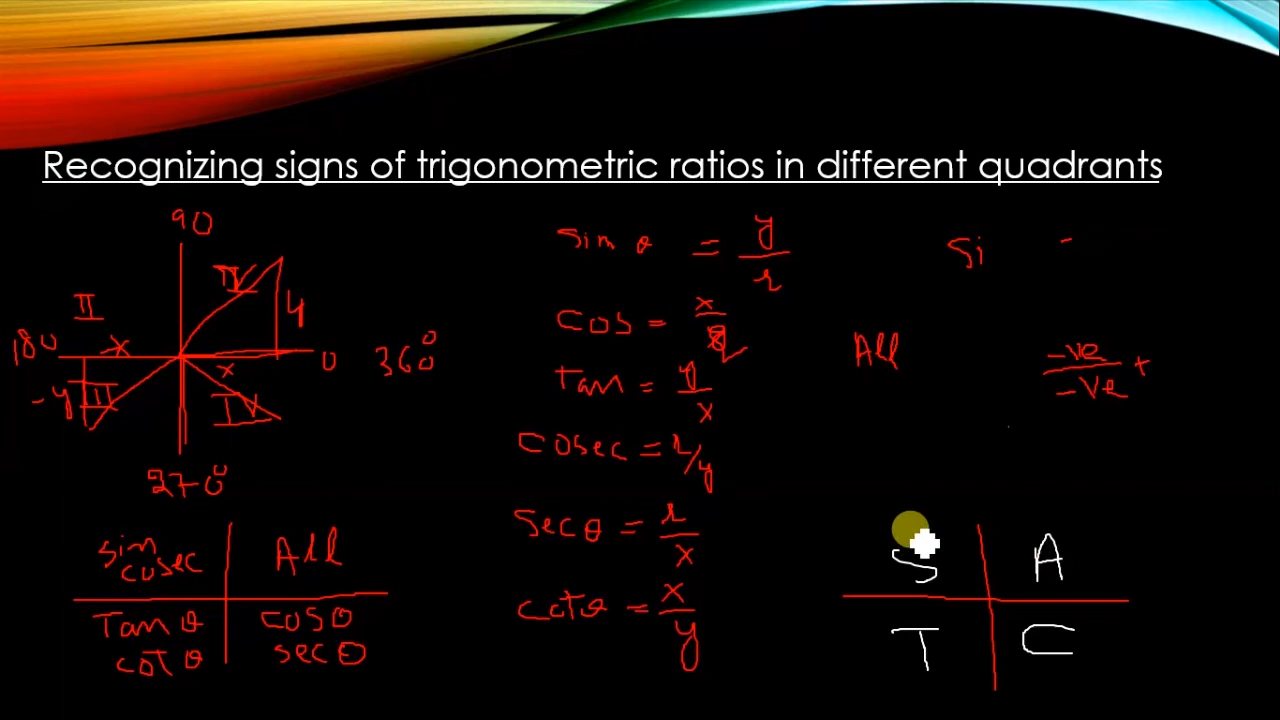 Recognizing signs of trigonometric ratios in different quadrants
90
IV
II
y
180
-x
0
360°
x
-y
III
IV
270°
sin θ = y/r
cos = x/r
Tan = y/x
cosec = r/y
sec θ = r/x
cot θ = x/y
Si -
All
-ve/-ve +
sin
cosec
All
Tan θ
cot θ
cos θ
sec θ
S A
T C